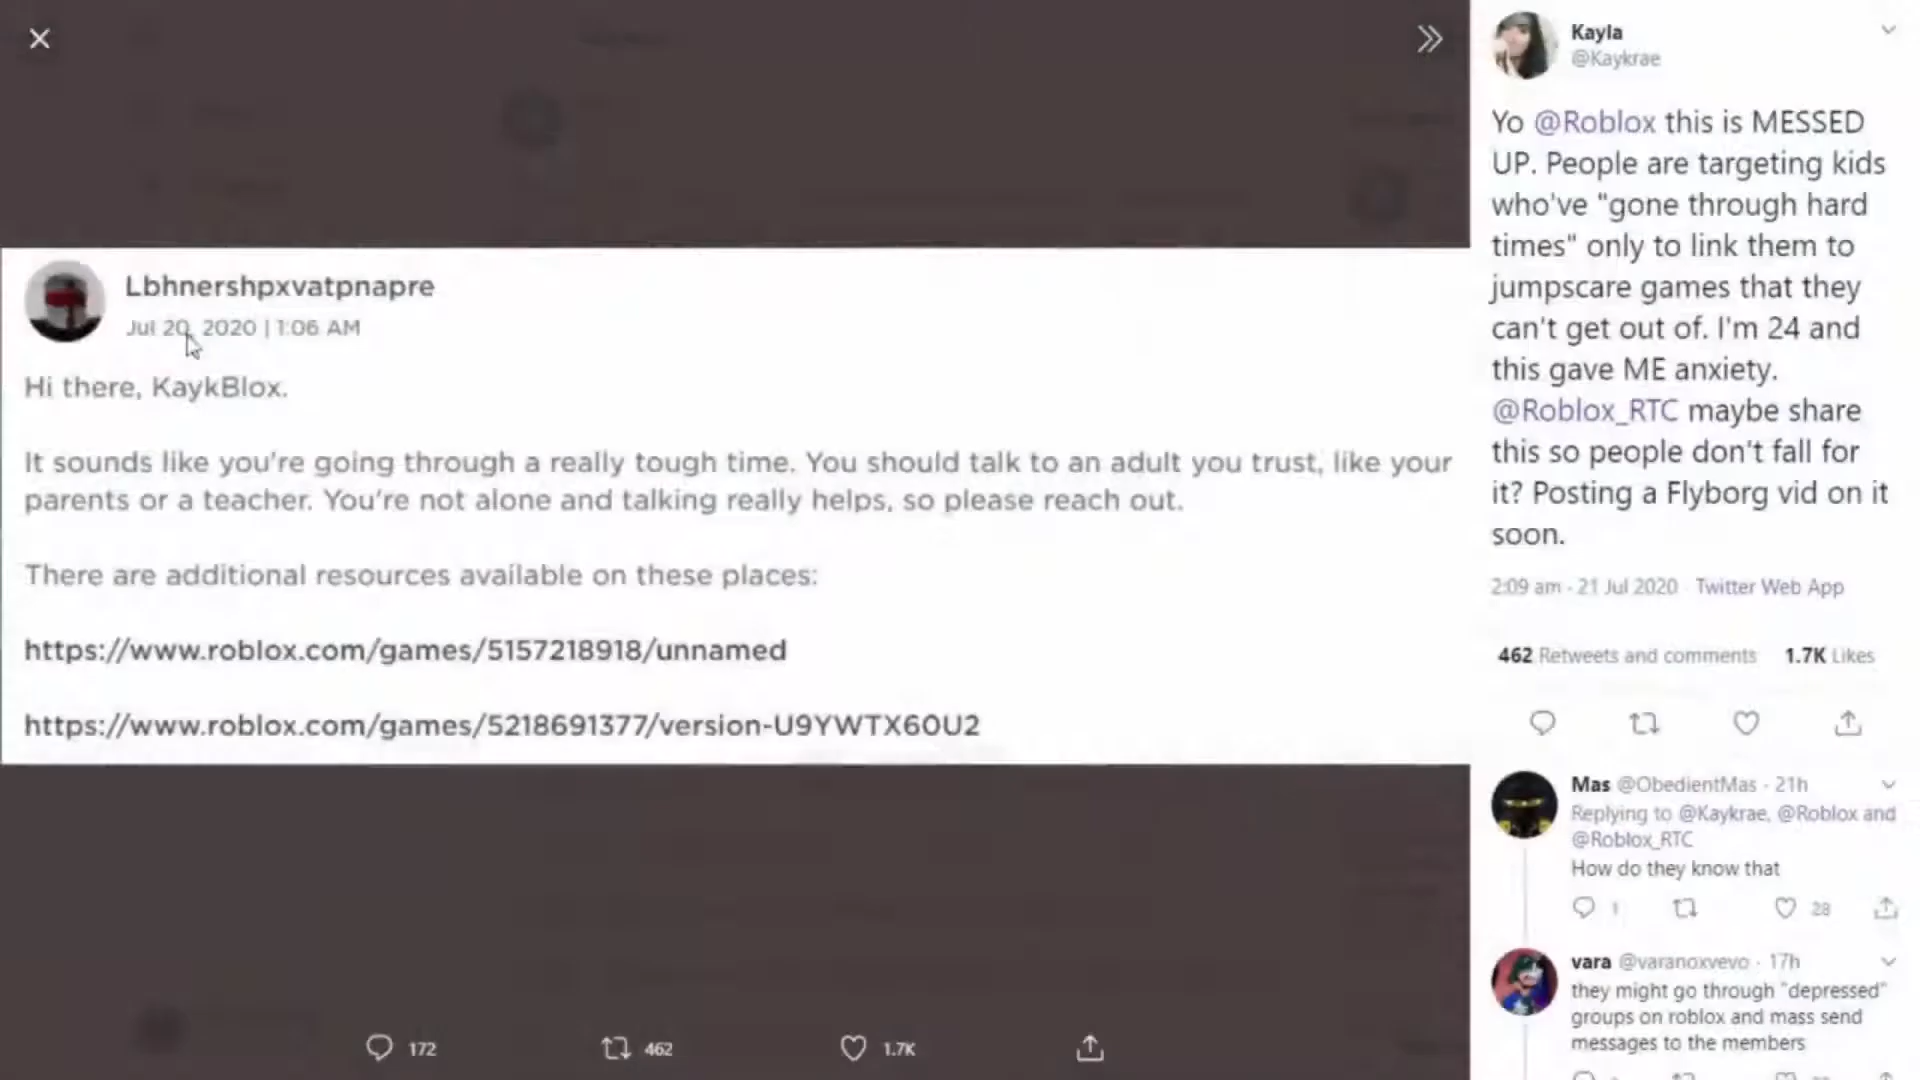 Lbhnershpxvatpnapre
Jul 20, 2020 | 1:06 AM
Hi there, KaykBlox.
It sounds like you're going through a really tough time. You should talk to an adult you trust, like your
parents or a teacher. You're not alone and talking really helps, so please reach out.
There are additional resources available on these places:
https://www.roblox.com/games/5157218918/unnamed
https://www.roblox.com/games/5218691377/version-U9YWTX6OU2
172 462 1.7K
Kayla
@Kaykrae
Yo @Roblox this is MESSED
UP. People are targeting kids
who've "gone through hard
times" only to link them to
jumpscare games that they
can't get out of. I'm 24 and
this gave ME anxiety.
@Roblox_RTC maybe share
this so people don't fall for
it? Posting a Flyborg vid on it
soon.
2:09 am · 21 Jul 2020 · Twitter Web App
462 Retweets and comments 1.7K Likes
Mas @ObedientMas · 21h
Replying to @Kaykrae, @Roblox and
@Roblox_RTC
How do they know that
1 28
vara @varanoxvevo · 17h
they might go through "depressed"
groups on roblox and mass send
messages to the members